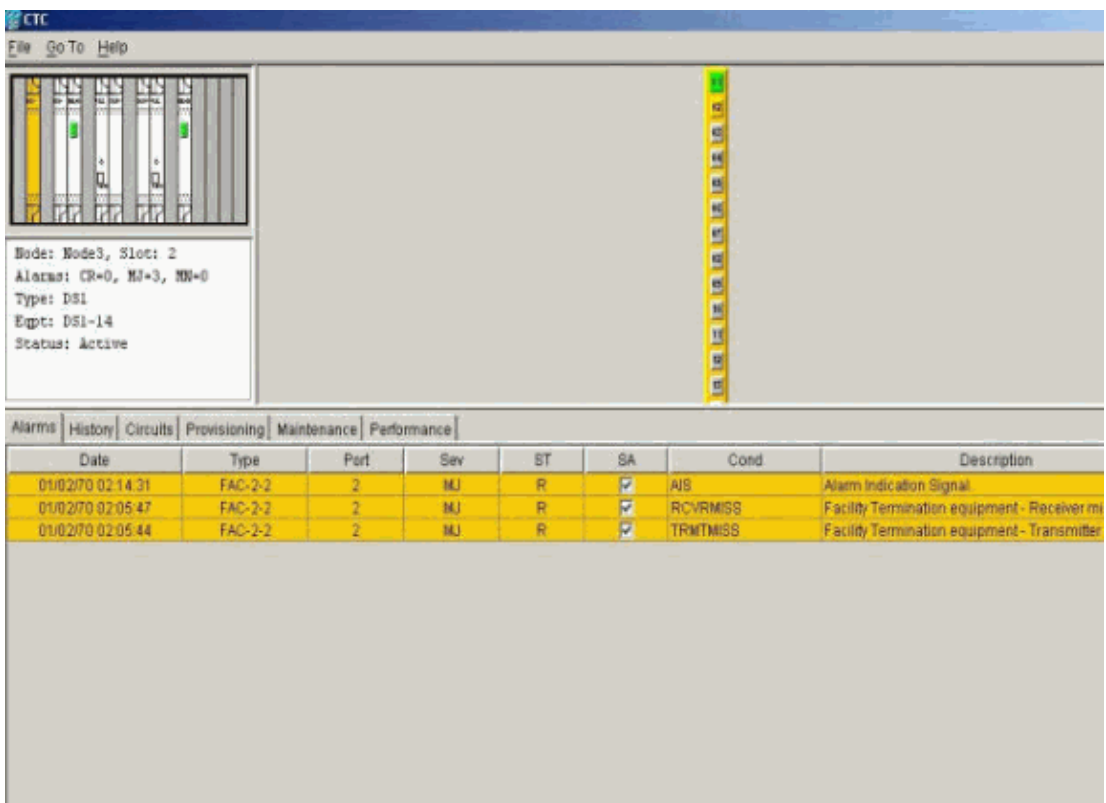 CTC
File Go To Help
Node: Node3, Slot: 2
Alarms: CR=0, MJ=3, MN=0
Type: DS1
Eqpt: DS1-14
Status: Active
Alarms History Circuits Provisioning Maintenance Performance
Date Type Port Sev ST SA Cond Description
01/02/70 02:14:31 FAC-2-2 2 MJ R AIS Alarm Indication Signal.
01/02/70 02:05:47 FAC-2-2 2 MJ R RCVRMISS Facility Termination equipment - Receiver mi
01/02/70 02:05:44 FAC-2-2 2 MJ R TRMTMISS Facility Termination equipment - Transmitter